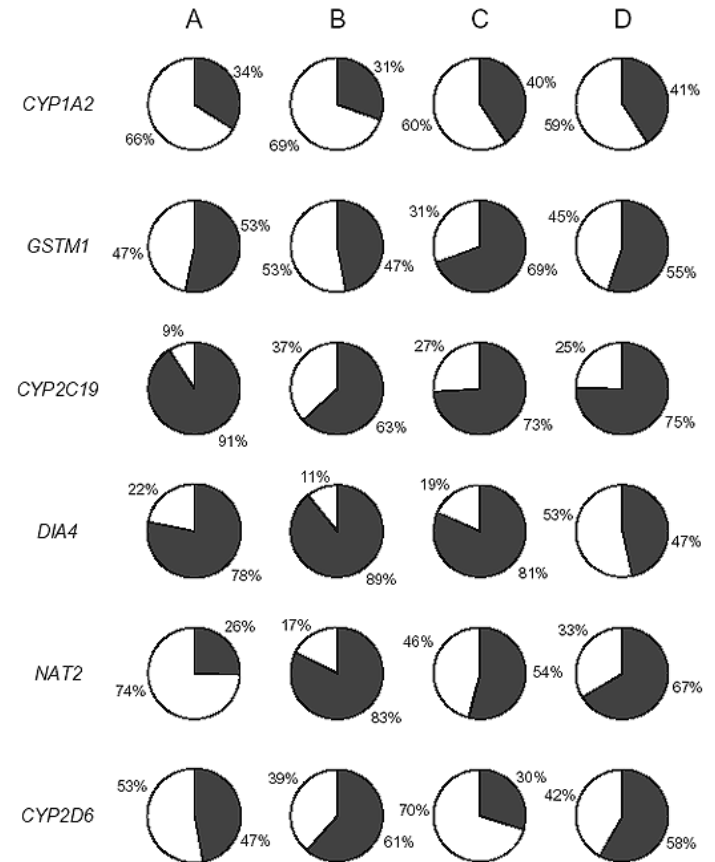 A B C D
CYP1A2 34% 66% 31% 69% 40% 60% 41% 59%
GSTM1 53% 47% 47% 53% 31% 69% 45% 55%
CYP2C19 9% 91% 37% 63% 27% 73% 25% 75%
DIA4 22% 78% 11% 89% 19% 81% 53% 47%
NAT2 26% 74% 17% 83% 46% 54% 33% 67%
CYP2D6 53% 47% 39% 61% 30% 70% 42% 58%